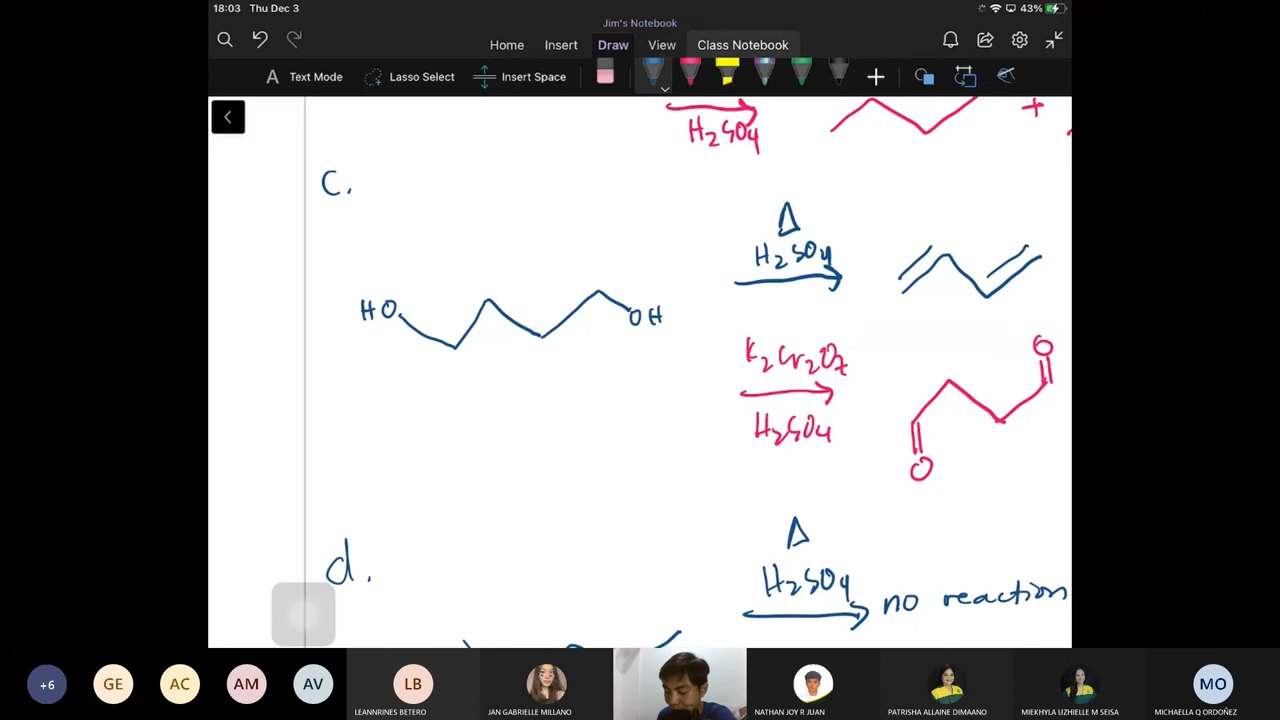 18:03 Thu Dec 3
43%
Jim's Notebook
Home Insert Draw View Class Notebook
A Text Mode Lasso Select Insert Space
H2SO4
+
c.
Δ
H2SO4
HO
OH
K2Cr2O7
O
H2SO4
O
d.
Δ
H2SO4
no reaction
+6 GE AC AM AV LB MO
LEANNRINES BETERO JAN GABRIELLE MILLANO NATHAN JOY R JUAN PATRISHA ALLAINE DIMAANO MIEKHYLA UZHIELLE M SEISA MICHAELLA Q ORDOÑEZ